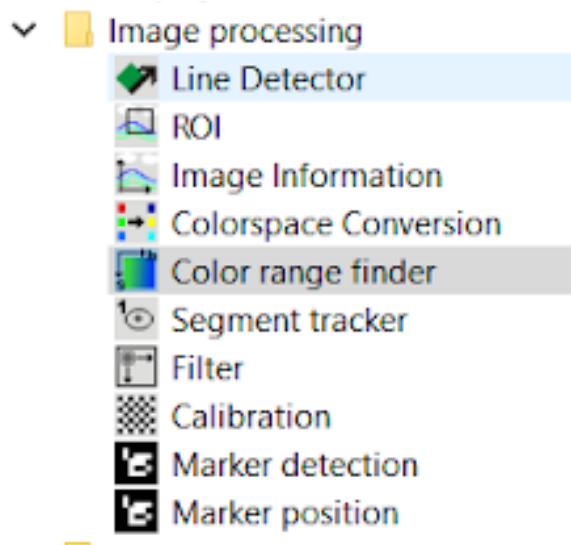 Image processing
Line Detector
ROI
Image Information
Colorspace Conversion
Color range finder
Segment tracker
Filter
Calibration
Marker detection
Marker position